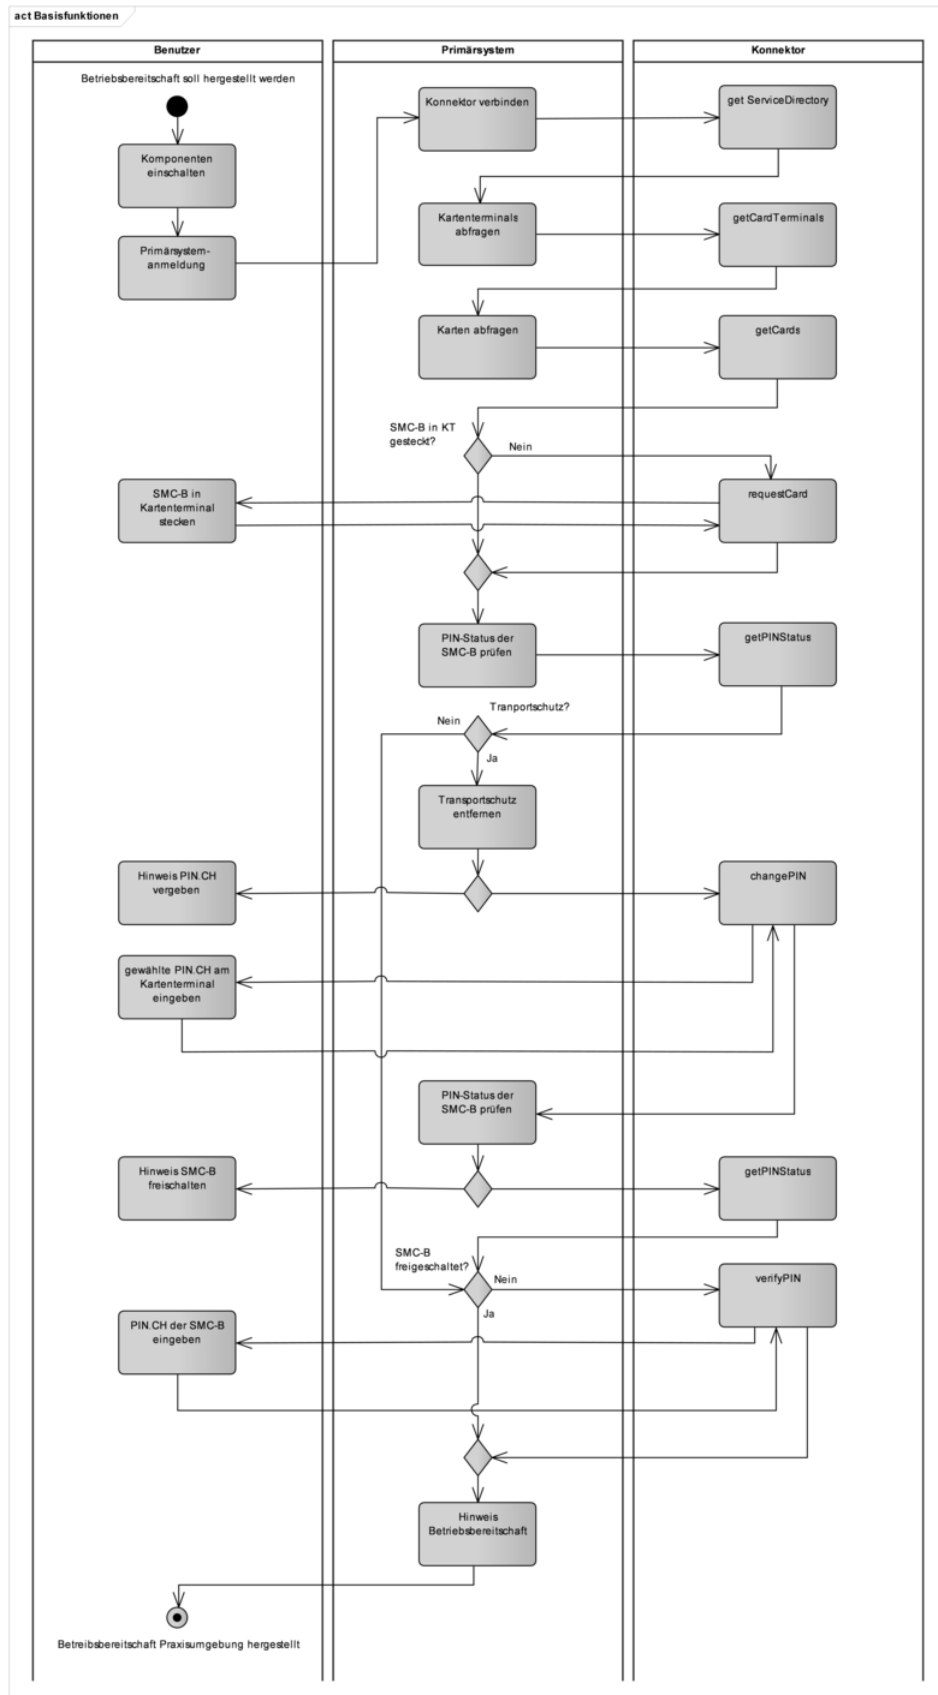 act Basisfunktionen
Benutzer
Primärsystem
Konnektor
Betriebsbereitschaft soll hergestellt werden
Konnektor verbinden
get ServiceDirectory
Komponenten
einschalten
Kartenterminals
abfragen
getCardTerminals
Primärsystem-
anmeldung
Karten abfragen
getCards
SMC-B in KT
gesteckt?
Nein
SMC-B in
Kartenterminal
stecken
requestCard
PIN-Status der
SMC-B prüfen
getPINStatus
Tranportschutz?
Nein
Ja
Transportschutz
entfernen
Hinweis PIN.CH
vergeben
changePIN
gewählte PIN.CH am
Kartenterminal
eingeben
PIN-Status der
SMC-B prüfen
Hinweis SMC-B
freischalten
getPINStatus
SMC-B
freigeschaltet?
Nein
verifyPIN
Ja
PIN.CH der SMC-B
eingeben
Hinweis
Betriebsbereitschaft
Betreibsbereitschaft Praxisumgebung hergestellt